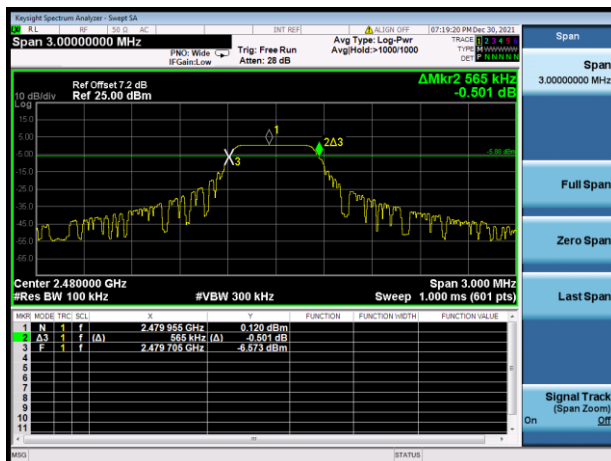 Keysight Spectrum Analyzer - Swept SA
RL RF 50 Ω AC INT REF ALIGN OFF 07:19:20 PM Dec 30, 2021
Span 3.00000000 MHz
PNO: Wide
IFGain:Low
Trig: Free Run
Atten: 28 dB
Avg Type: Log-Pwr
Avg|Hold:>1000/1000
TRACE 1 2 3 4 5 6
TYPE M W W W W W
DET P N N N N N
Ref Offset 7.2 dB
Ref 25.00 dBm
10 dB/div
Log
ΔMkr2 565 kHz
-0.501 dB
15.0
5.00
-5.00
-15.0
-25.0
-35.0
-45.0
-55.0
-65.0
1
2Δ3
3
-5.88 dBm
Center 2.480000 GHz Span 3.000 MHz
#Res BW 100 kHz #VBW 300 kHz Sweep 1.000 ms (601 pts)
MKR MODE TRC SCL X Y FUNCTION FUNCTION WIDTH FUNCTION VALUE
1 N 1 f 2.479 955 GHz 0.120 dBm
2 Δ3 1 f (Δ) 565 kHz (Δ) -0.501 dB
3 F 1 f 2.479 705 GHz -6.573 dBm
4
5
6
7
8
9
10
11
MSG STATUS
Span
Span
3.00000000 MHz
Full Span
Zero Span
Last Span
Signal Track
(Span Zoom)
On Off